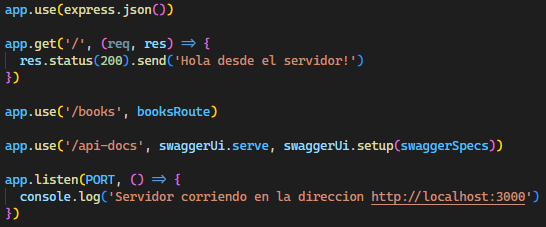 app.use(express.json())
app.get('/', (req, res) => {
res.status(200).send('Hola desde el servidor!')
})
app.use('/books', booksRoute)
app.use('/api-docs', swaggerUi.serve, swaggerUi.setup(swaggerSpecs))
app.listen(PORT, () => {
console.log('Servidor corriendo en la direccion http://localhost:3000')
})